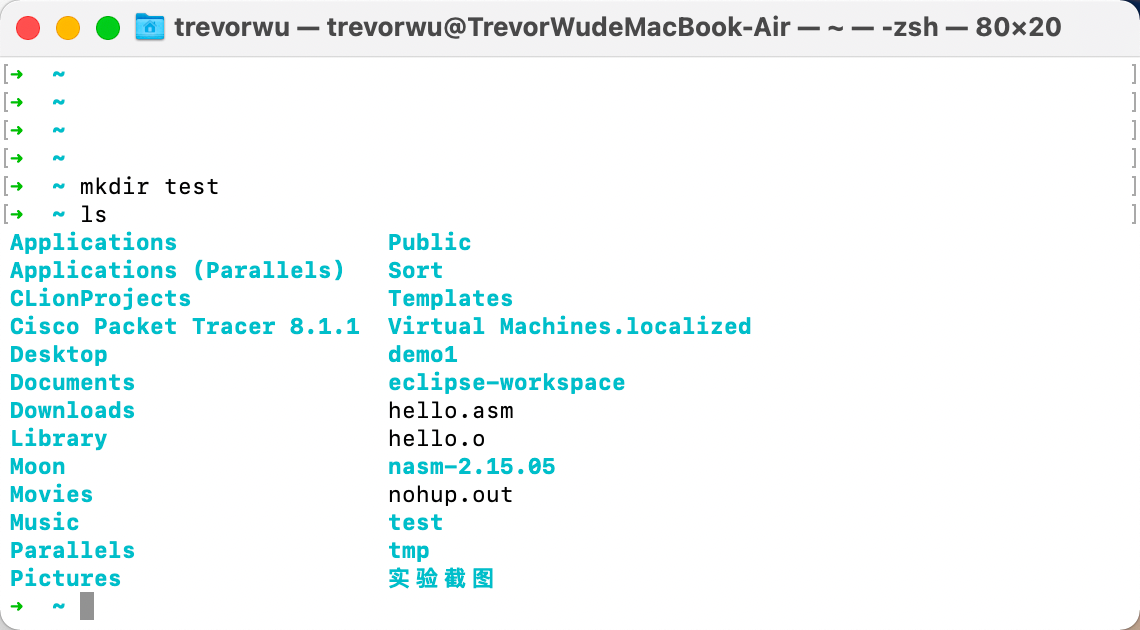 trevorwu — trevorwu@TrevorWudeMacBook-Air — ~ — -zsh — 80×20
[➜  ~ ]
[➜  ~ ]
[➜  ~ ]
[➜  ~ ]
[➜  ~ mkdir test ]
[➜  ~ ls ]
Applications Public
Applications (Parallels) Sort
CLionProjects Templates
Cisco Packet Tracer 8.1.1 Virtual Machines.localized
Desktop demo1
Documents eclipse-workspace
Downloads hello.asm
Library hello.o
Moon nasm-2.15.05
Movies nohup.out
Music test
Parallels tmp
Pictures 实验截图
➜  ~